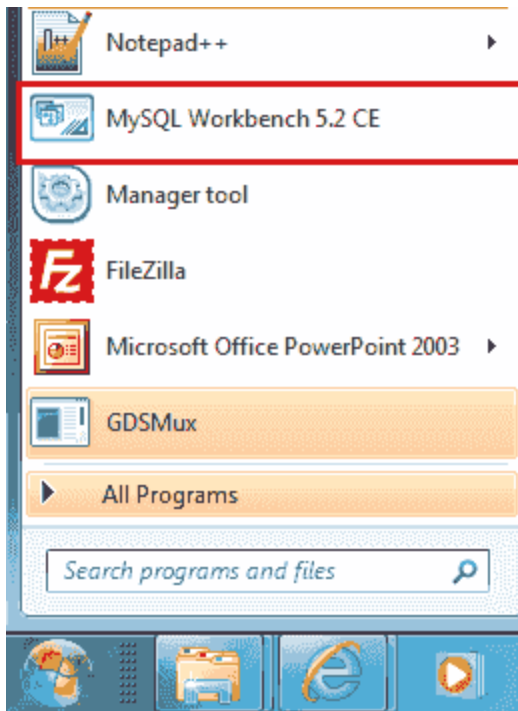 Notepad++
MySQL Workbench 5.2 CE
Manager tool
FileZilla
Microsoft Office PowerPoint 2003
GDSMux
All Programs
Search programs and files